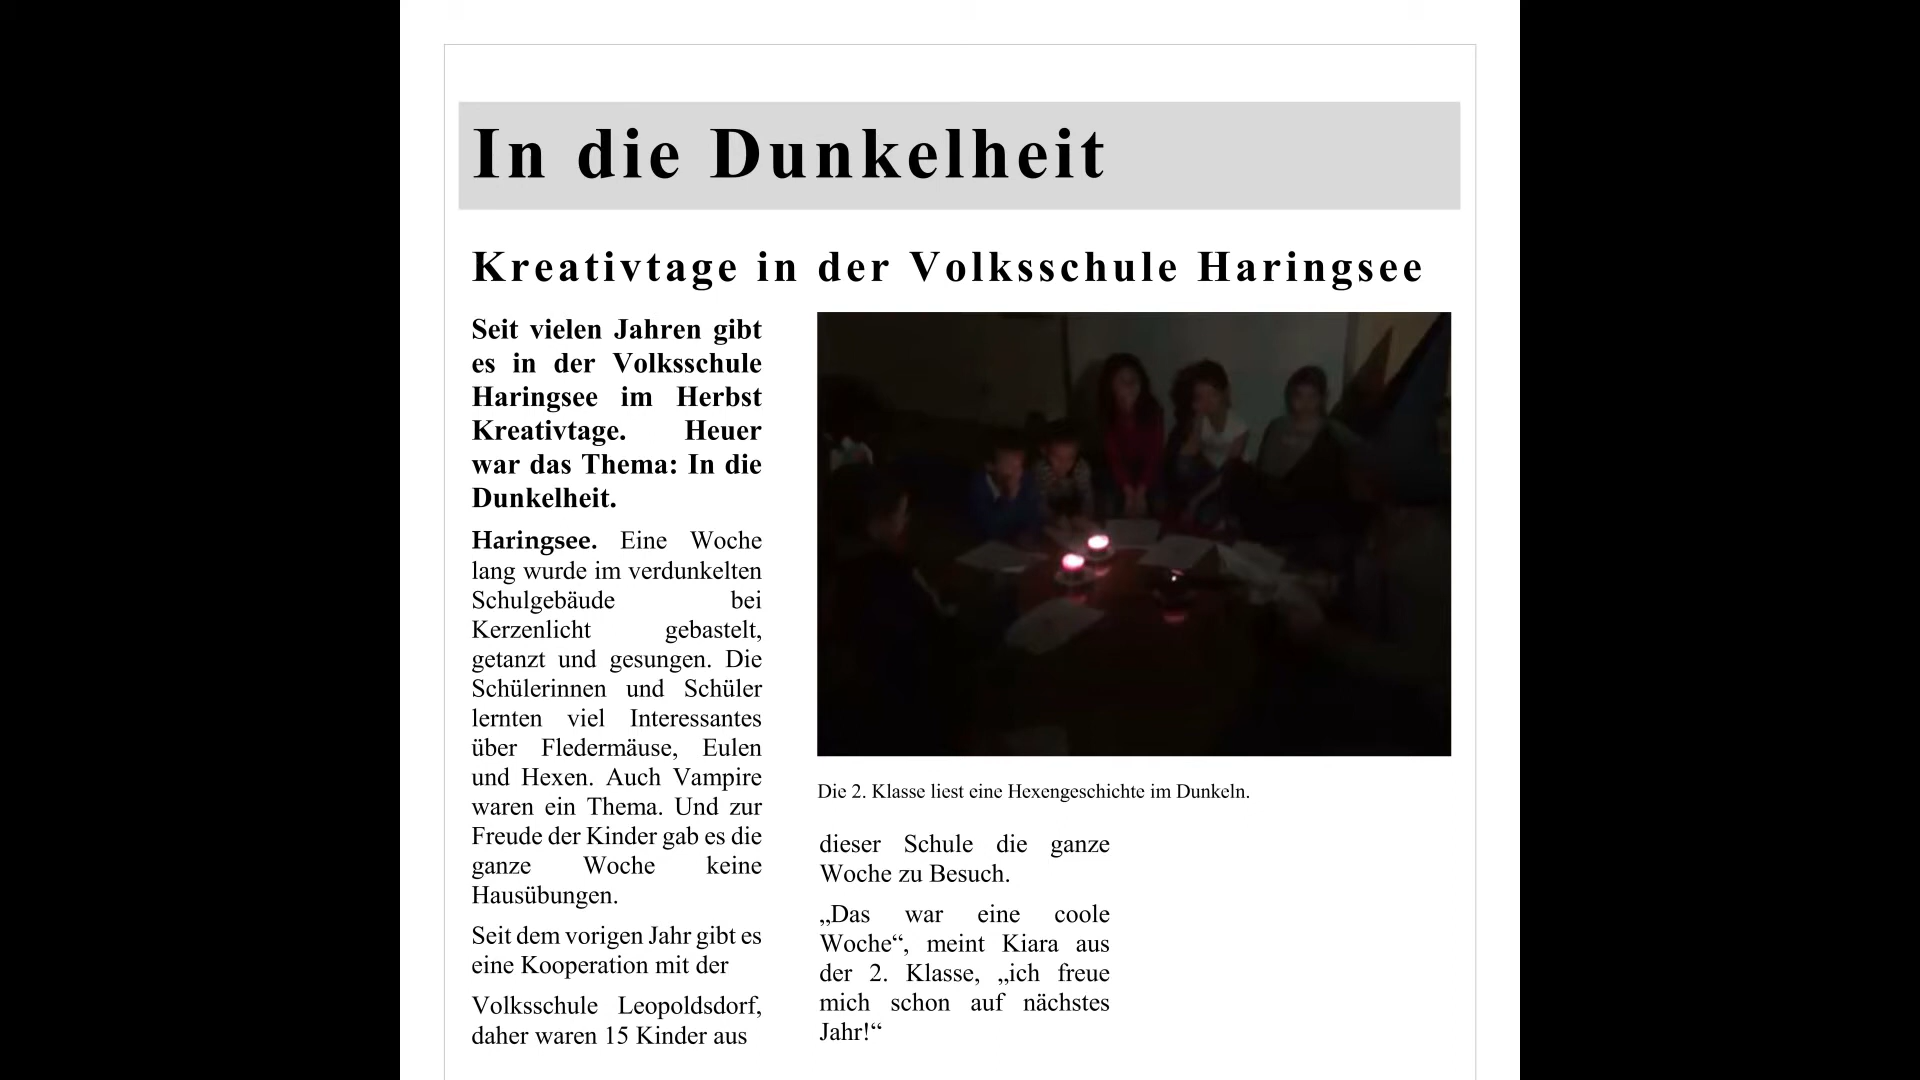 In die Dunkelheit
Kreativtage in der Volksschule Haringsee
Seit vielen Jahren gibt
es in der Volksschule
Haringsee im Herbst
Kreativtage. Heuer
war das Thema: In die
Dunkelheit.
Haringsee. Eine Woche
lang wurde im verdunkelten
Schulgebäude bei
Kerzenlicht gebastelt,
getanzt und gesungen. Die
Schülerinnen und Schüler
lernten viel Interessantes
über Fledermäuse, Eulen
und Hexen. Auch Vampire
waren ein Thema. Und zur
Freude der Kinder gab es die
ganze Woche keine
Hausübungen.
Seit dem vorigen Jahr gibt es
eine Kooperation mit der
Volksschule Leopoldsdorf,
daher waren 15 Kinder aus
Die 2. Klasse liest eine Hexengeschichte im Dunkeln.
dieser Schule die ganze
Woche zu Besuch.
„Das war eine coole
Woche“, meint Kiara aus
der 2. Klasse, „ich freue
mich schon auf nächstes
Jahr!“